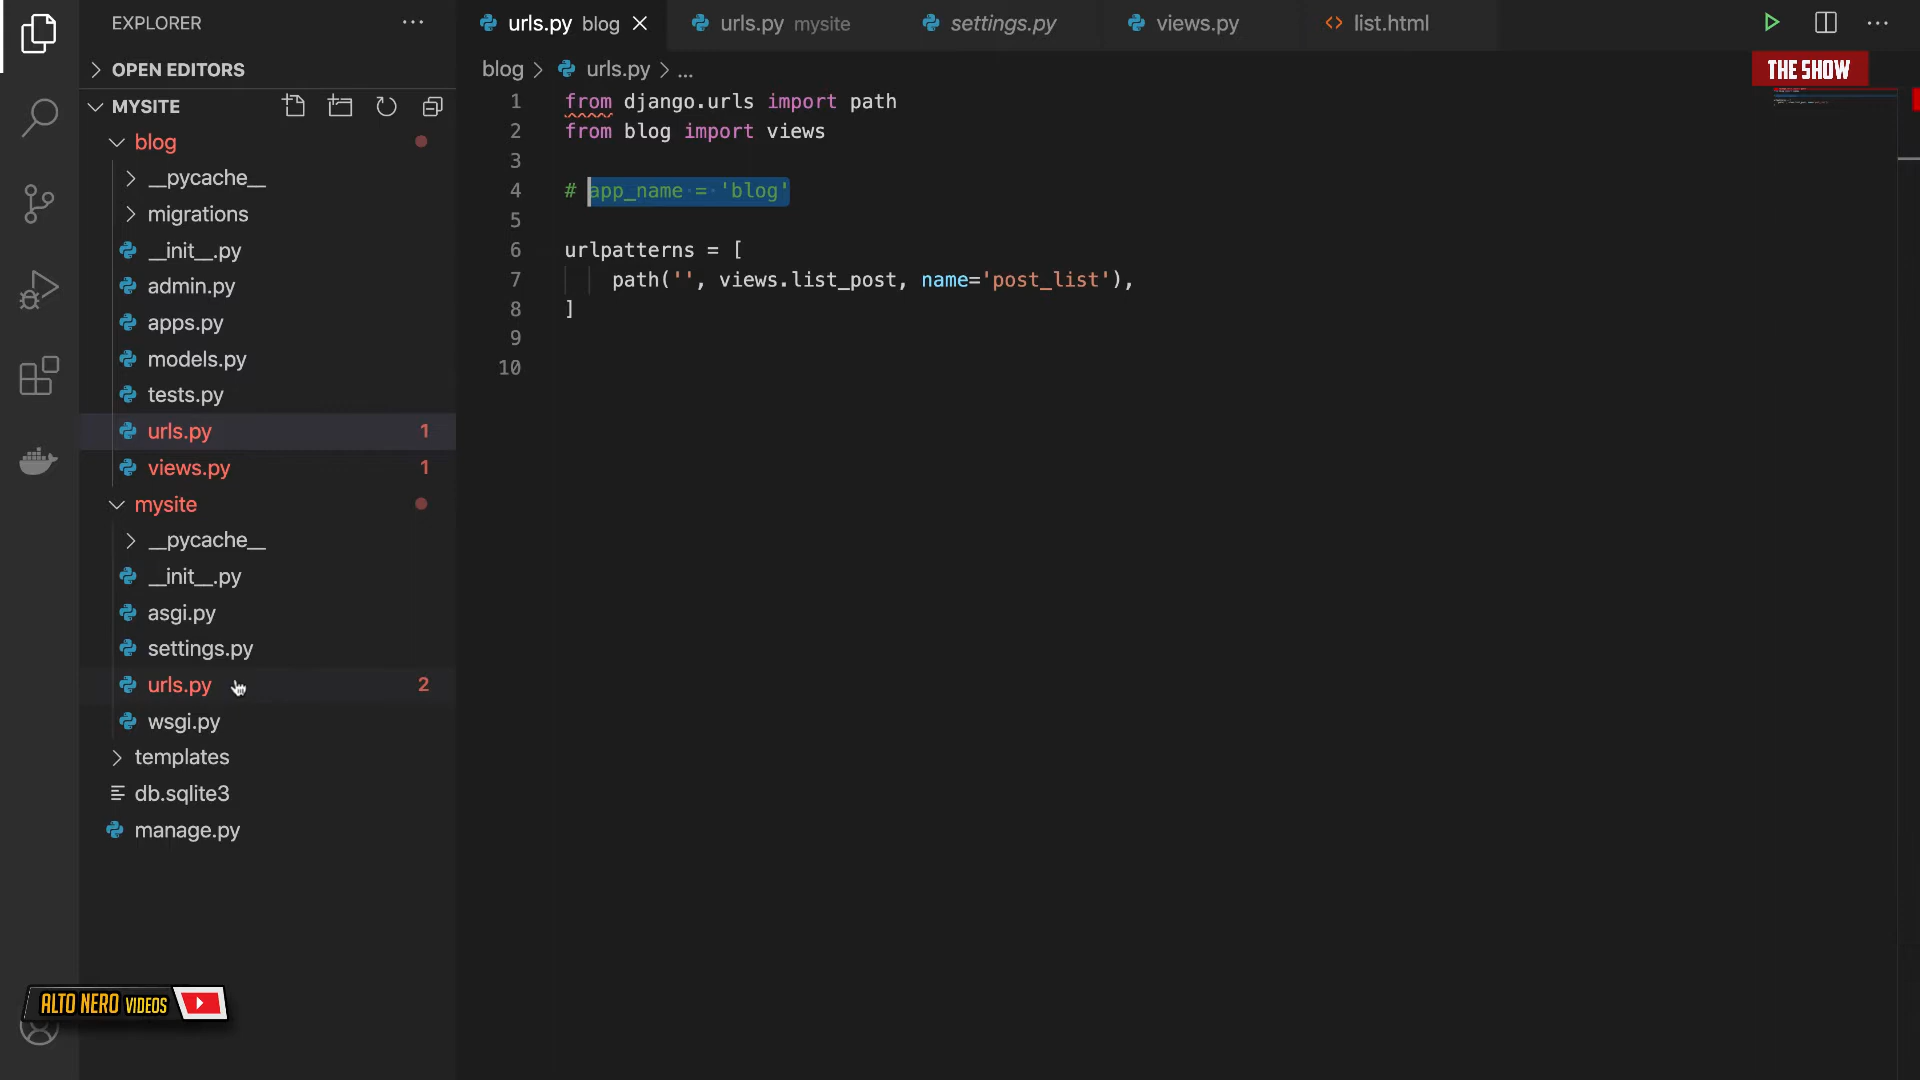 EXPLORER
OPEN EDITORS
MYSITE
blog
__pycache__
migrations
__init__.py
admin.py
apps.py
models.py
tests.py
urls.py 1
views.py 1
mysite
__pycache__
__init__.py
asgi.py
settings.py
urls.py 2
wsgi.py
templates
db.sqlite3
manage.py
ALTO NERO VIDEOS
urls.py blog
urls.py mysite
settings.py
views.py
list.html
THE SHOW
blog > urls.py > ...
1 from django.urls import path
2 from blog import views
3
4 # app_name = 'blog'
5
6 urlpatterns = [
7 path('', views.list_post, name='post_list'),
8 ]
9
10